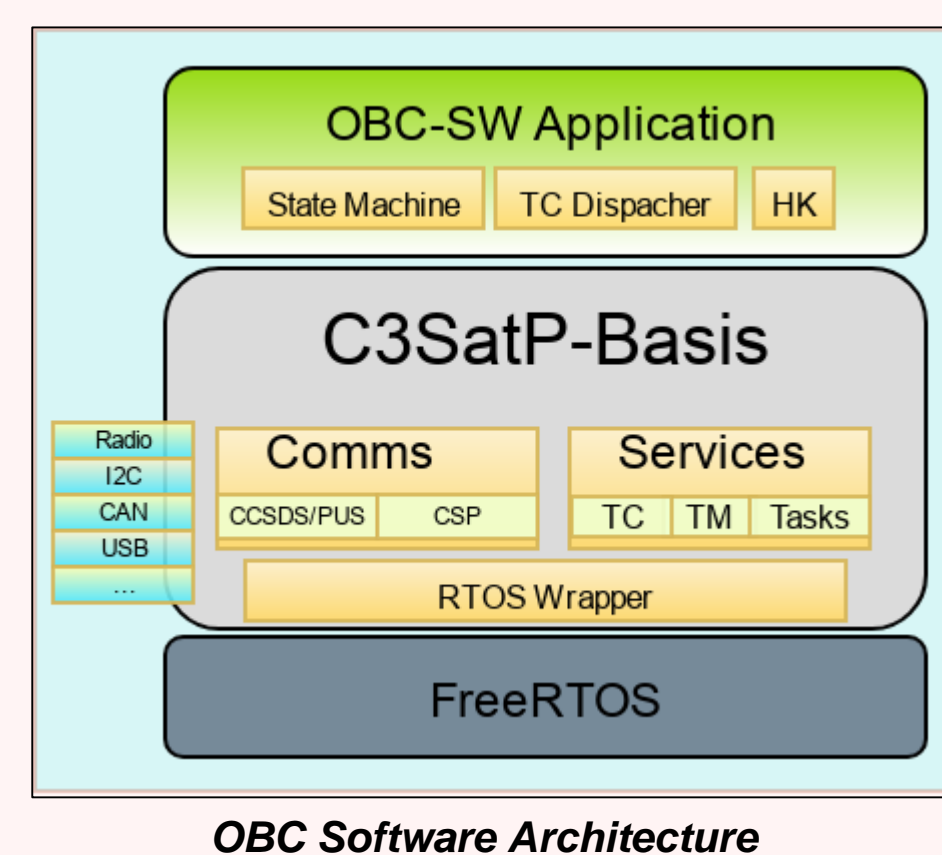 OBC-SW Application
State Machine TC Dispacher HK
C3SatP-Basis
Radio
I2C
CAN
USB
...
Comms
CCSDS/PUS CSP
Services
TC TM Tasks
RTOS Wrapper
FreeRTOS
OBC Software Architecture